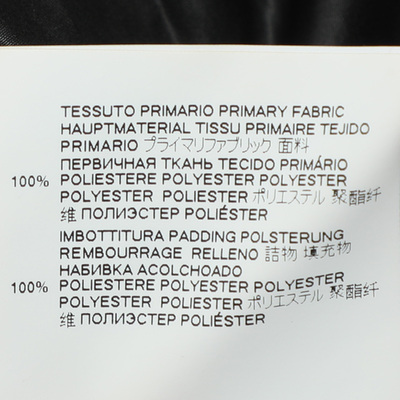 TESSUTO PRIMARIO PRIMARY FABRIC
HAUPTMATERIAL TISSU PRIMAIRE TEJIDO
PRIMARIO プライマリファブリック 面料
ПЕРВИЧНАЯ ТКАНЬ TECIDO PRIMÁRIO
100% POLIESTERE POLYESTER POLYESTER
POLYESTER POLIESTER ポリエステル 聚酯纤
维 ПОЛИЭСТЕР POLIÉSTER
IMBOTTITURA PADDING POLSTERUNG
REMBOURRAGE RELLENO 詰物 填充物
НАБИВКА ACOLCHOADO
100% POLIESTERE POLYESTER POLYESTER
POLYESTER POLIESTER ポリエステル 聚酯纤
维 ПОЛИЭСТЕР POLIÉSTER